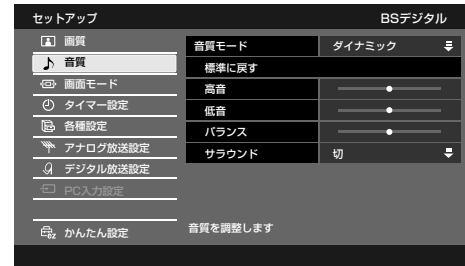 セットアップ
BSデジタル
画質
音質
画面モード
タイマー設定
各種設定
アナログ放送設定
デジタル放送設定
PC入力設定
かんたん設定
音質モード ダイナミック
標準に戻す
高音
低音
バランス
サラウンド 切
音質を調整します